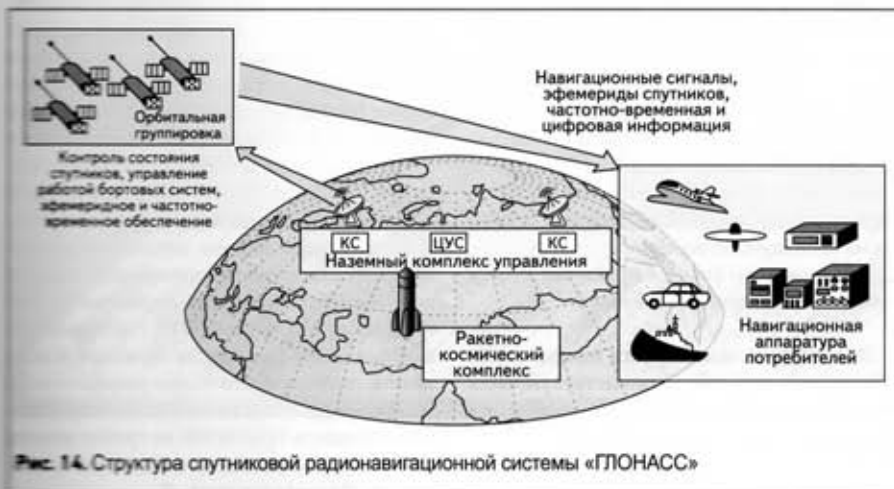 Орбитальная
группировка
Контроль состояния
спутников, управление
работой бортовых систем,
эфемеридное и частотно-
временное обеспечение
Навигационные сигналы,
эфемериды спутников,
частотно-временная и
цифровая информация
КС
ЦУС
КС
Наземный комплекс управления
Ракетно-
космический
комплекс
Навигационная
аппаратура
потребителей
Рис. 14. Структура спутниковой радионавигационной системы «ГЛОНАСС»